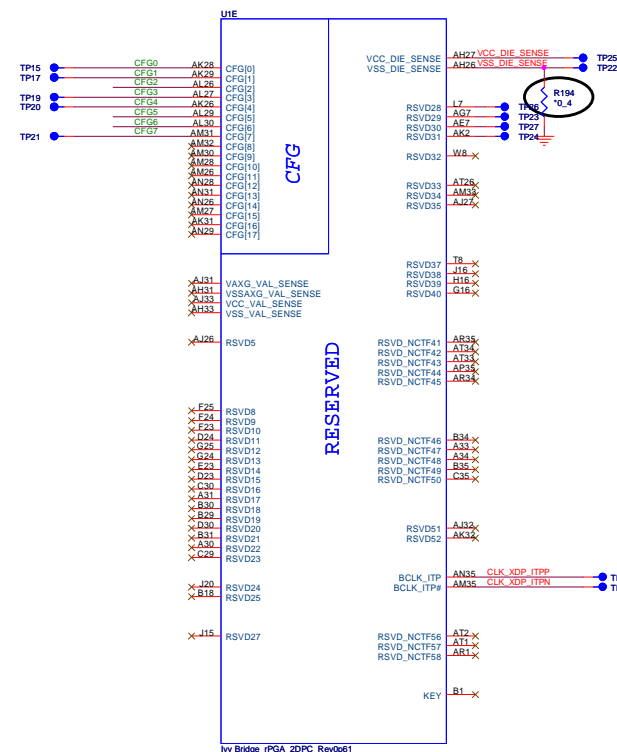 U1E
TP15 CFG0 AK28 CFG[0]
TP17 CFG1 AK29 CFG[1]
CFG2 AL26 CFG[2]
TP19 CFG3 AL27 CFG[3]
TP20 CFG4 AK26 CFG[4]
CFG5 AL29 CFG[5]
CFG6 AL30 CFG[6]
TP21 CFG7 AM31 CFG[7]
AM32 CFG[8]
AM30 CFG[9]
AM28 CFG[10]
AM26 CFG[11]
AN28 CFG[12]
AN31 CFG[13]
AN26 CFG[14]
AM27 CFG[15]
AK31 CFG[16]
AN29 CFG[17]
CFG
AJ31 VAXG_VAL_SENSE
AH31 VSSAXG_VAL_SENSE
AJ33 VCC_VAL_SENSE
AH33 VSS_VAL_SENSE
AJ26 RSVD5
RESERVED
F25 RSVD8
F24 RSVD9
F23 RSVD10
D24 RSVD11
G25 RSVD12
G24 RSVD13
E23 RSVD14
D23 RSVD15
C30 RSVD16
A31 RSVD17
B30 RSVD18
B29 RSVD19
D30 RSVD20
B31 RSVD21
A30 RSVD22
C29 RSVD23
J20 RSVD24
B18 RSVD25
J15 RSVD27
VCC_DIE_SENSE AH27 VCC_DIE_SENSE TP25
VSS_DIE_SENSE AH26 VSS_DIE_SENSE TP22
R194
*0_4
RSVD28 L7 TP26
RSVD29 AG7 TP23
RSVD30 AE7 TP27
RSVD31 AK2 TP24
RSVD32 W8
RSVD33 AT26
RSVD34 AM33
RSVD35 AJ27
RSVD37 T8
RSVD38 J16
RSVD39 H16
RSVD40 G16
RSVD_NCTF41 AR35
RSVD_NCTF42 AT34
RSVD_NCTF43 AT33
RSVD_NCTF44 AP35
RSVD_NCTF45 AR34
RSVD_NCTF46 B34
RSVD_NCTF47 A33
RSVD_NCTF48 A34
RSVD_NCTF49 B35
RSVD_NCTF50 C35
RSVD51 AJ32
RSVD52 AK32
BCLK_ITP AN35 CLK_XDP_ITPP
BCLK_ITP# AM35 CLK_XDP_ITPN
RSVD_NCTF56 AT2
RSVD_NCTF57 AT1
RSVD_NCTF58 AR1
KEY B1
Ivy Bridge_rPGA_2DPC_Rev0p61